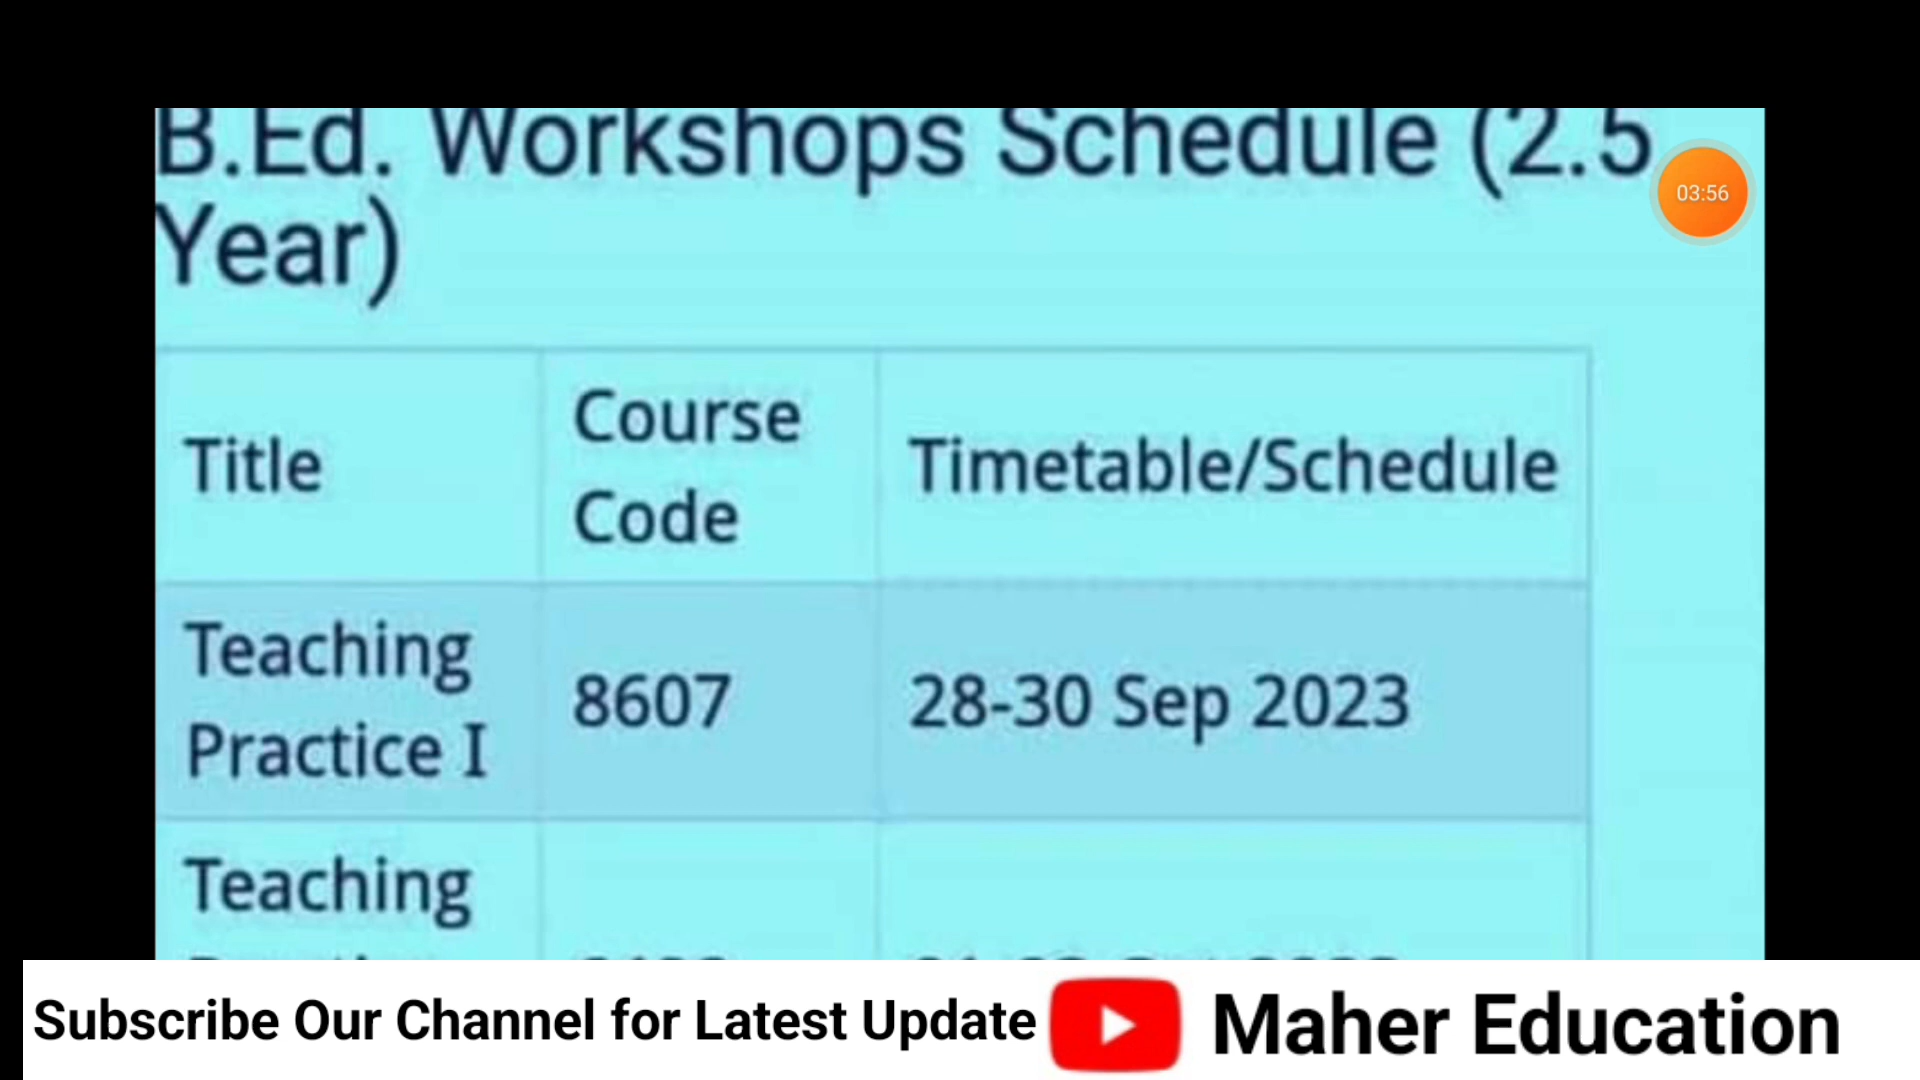 B.Ed. Workshops Schedule (2.5
Year)
03:56
Title
Course
Code
Timetable/Schedule
Teaching
Practice I
8607
28-30 Sep 2023
Teaching
Subscribe Our Channel for Latest Update
Maher Education